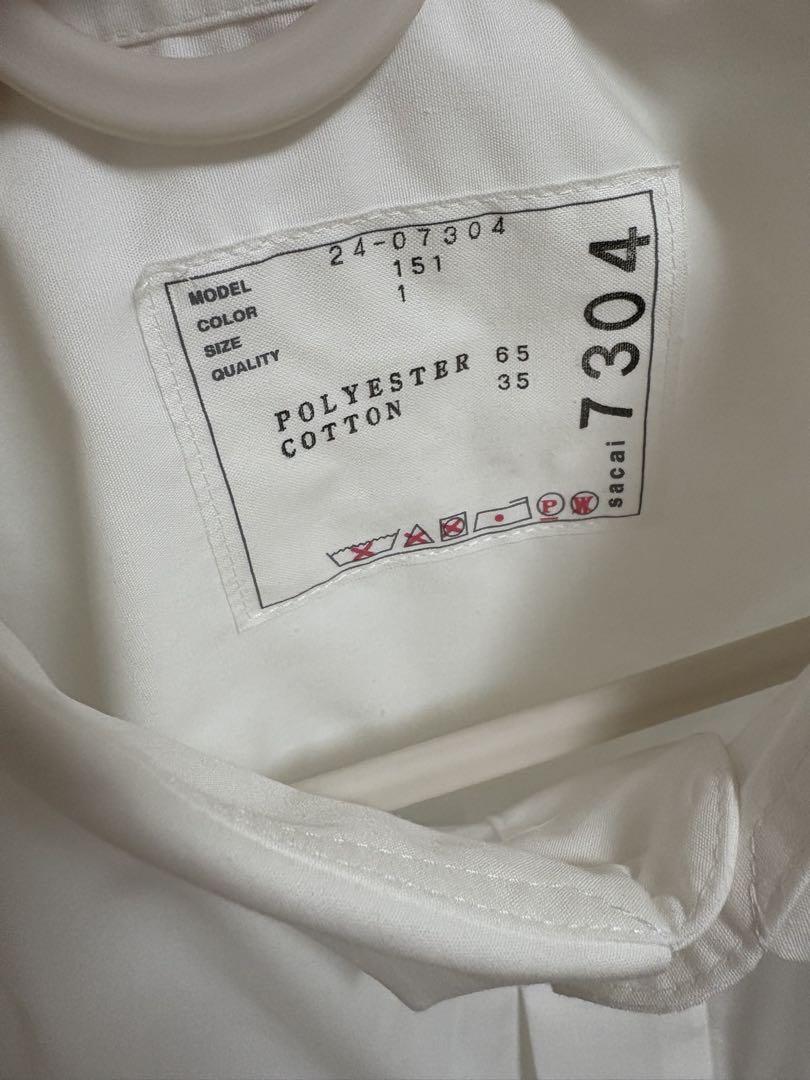 MODEL 24-07304
COLOR 151
SIZE 1
QUALITY
POLYESTER 65
COTTON 35
P W
sacai 7304